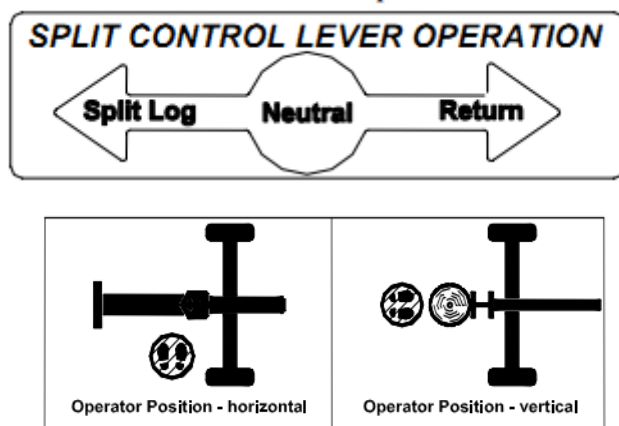 SPLIT CONTROL LEVER OPERATION
Split Log Neutral Return
Operator Position - horizontal
Operator Position - vertical